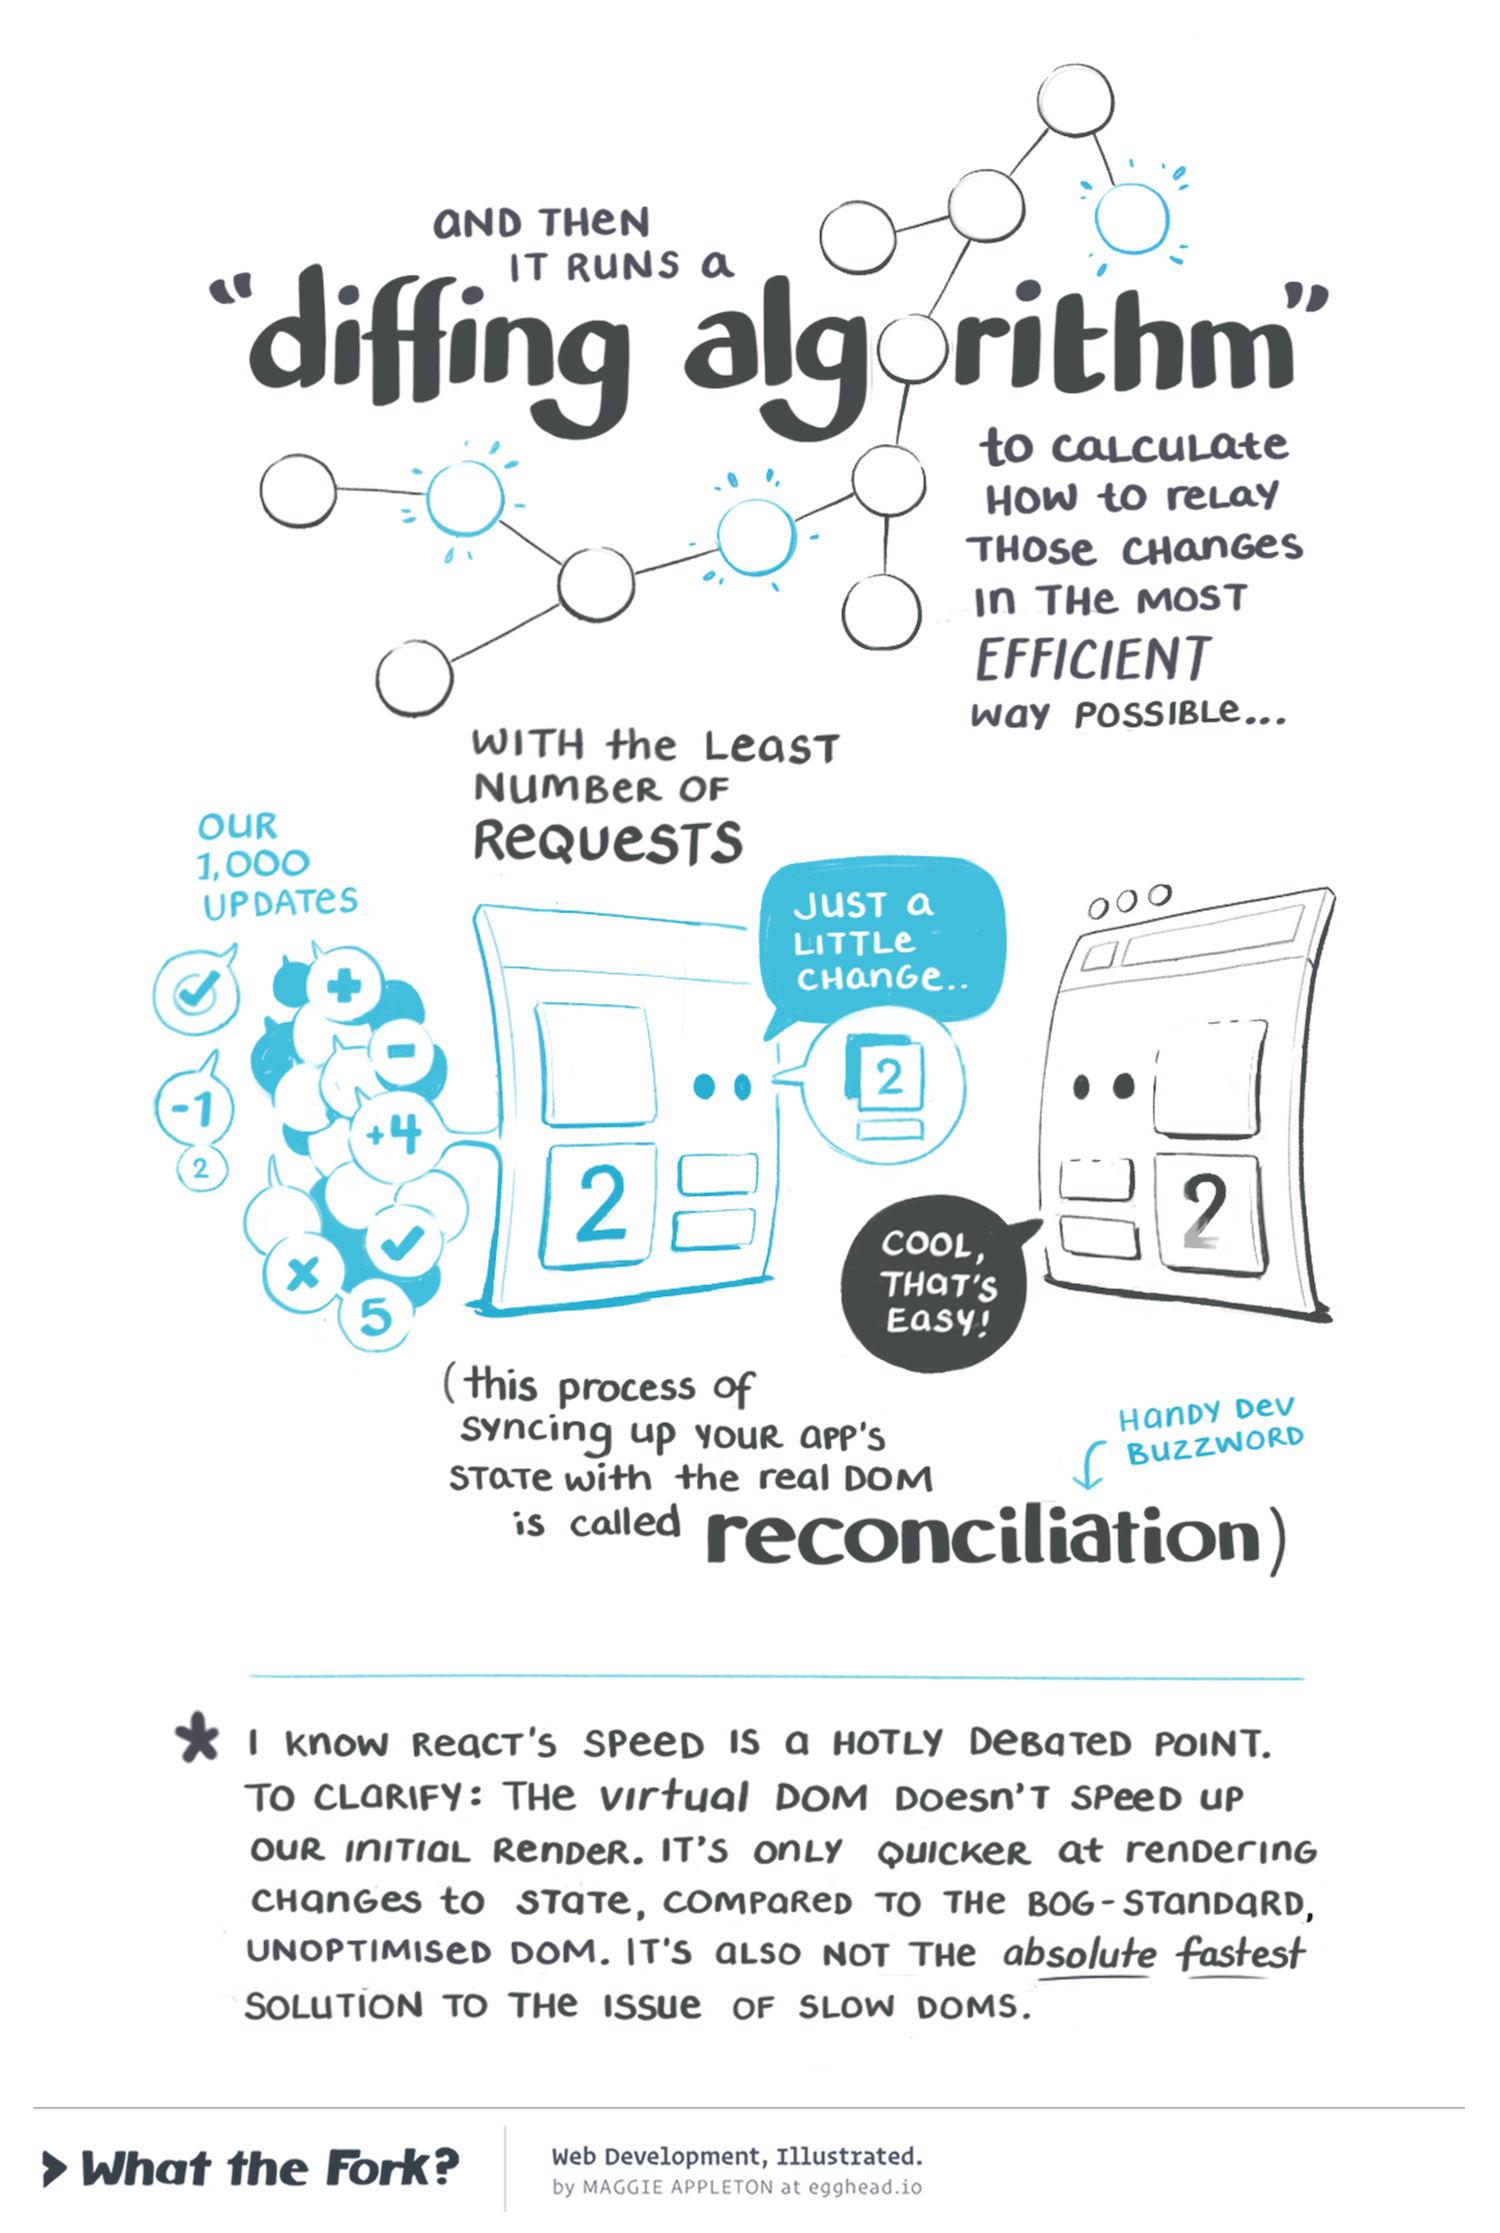 AND THEN
IT RUNS a
"diffing algorithm"
to CALCULate
HOW to reLAY
THOSE CHANGES
IN THE MOST
EFFICIENT
WAY POSSIBLE...
WITH the LeasT
NUMBER OF
REQUESTS
OUR
1,000
UPDATES
JUST a
LITTLE
CHANGE..
+
-
-1
+4
2
2
5
2
2
COOL,
THAT'S
EASY!
(this process of
syncing up YOUR APP'S
STATE with the real DOM
is called reconciliation)
HANDY DEV
BUZZWORD
* I KNOW REACT'S SPEED IS a HOTLY DEBATED POINT.
TO CLARIFY: THE virtual DOM DOESN'T SPEED UP
OUR INITIAL RENDER. IT'S ONLY QUICKER at rendering
CHANGES to STATE, COMPARED TO THE BOG-STANDARD,
UNOPTIMISED DOM. IT'S ALSO NOT THE absolute fastest
SOLUTION TO THE ISSUE OF SLOW DOMS.
What the Fork?
Web Development, Illustrated.
by MAGGIE APPLETON at egghead.io